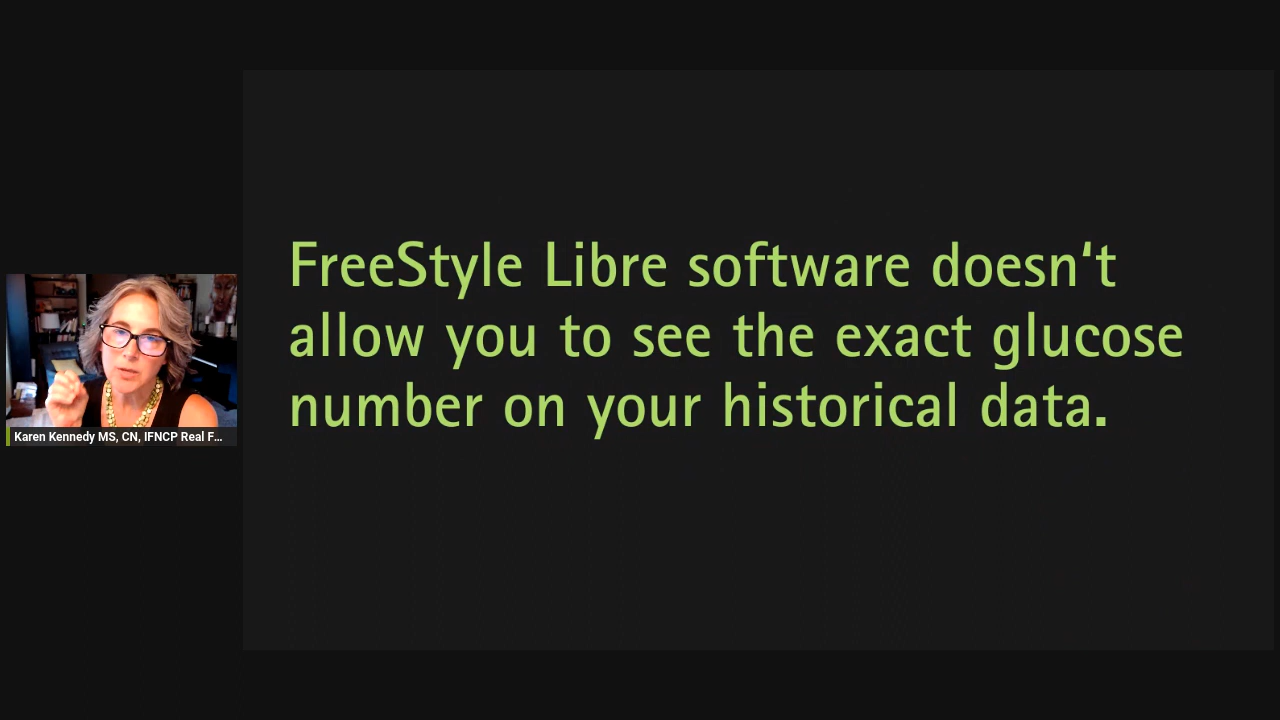 FreeStyle Libre software doesn‘t
allow you to see the exact glucose
number on your historical data.
Karen Kennedy MS, CN, IFNCP Real F...